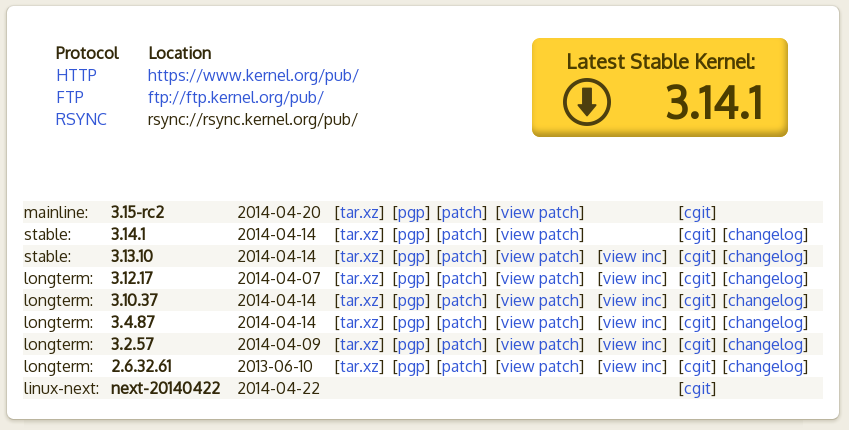 Protocol Location
HTTP https://www.kernel.org/pub/
FTP ftp://ftp.kernel.org/pub/
RSYNC rsync://rsync.kernel.org/pub/
Latest Stable Kernel:
3.14.1
mainline: 3.15-rc2 2014-04-20 [tar.xz] [pgp] [patch] [view patch] [cgit]
stable: 3.14.1 2014-04-14 [tar.xz] [pgp] [patch] [view patch] [cgit] [changelog]
stable: 3.13.10 2014-04-14 [tar.xz] [pgp] [patch] [view patch] [view inc] [cgit] [changelog]
longterm: 3.12.17 2014-04-07 [tar.xz] [pgp] [patch] [view patch] [view inc] [cgit] [changelog]
longterm: 3.10.37 2014-04-14 [tar.xz] [pgp] [patch] [view patch] [view inc] [cgit] [changelog]
longterm: 3.4.87 2014-04-14 [tar.xz] [pgp] [patch] [view patch] [view inc] [cgit] [changelog]
longterm: 3.2.57 2014-04-09 [tar.xz] [pgp] [patch] [view patch] [view inc] [cgit] [changelog]
longterm: 2.6.32.61 2013-06-10 [tar.xz] [pgp] [patch] [view patch] [view inc] [cgit] [changelog]
linux-next: next-20140422 2014-04-22 [cgit]